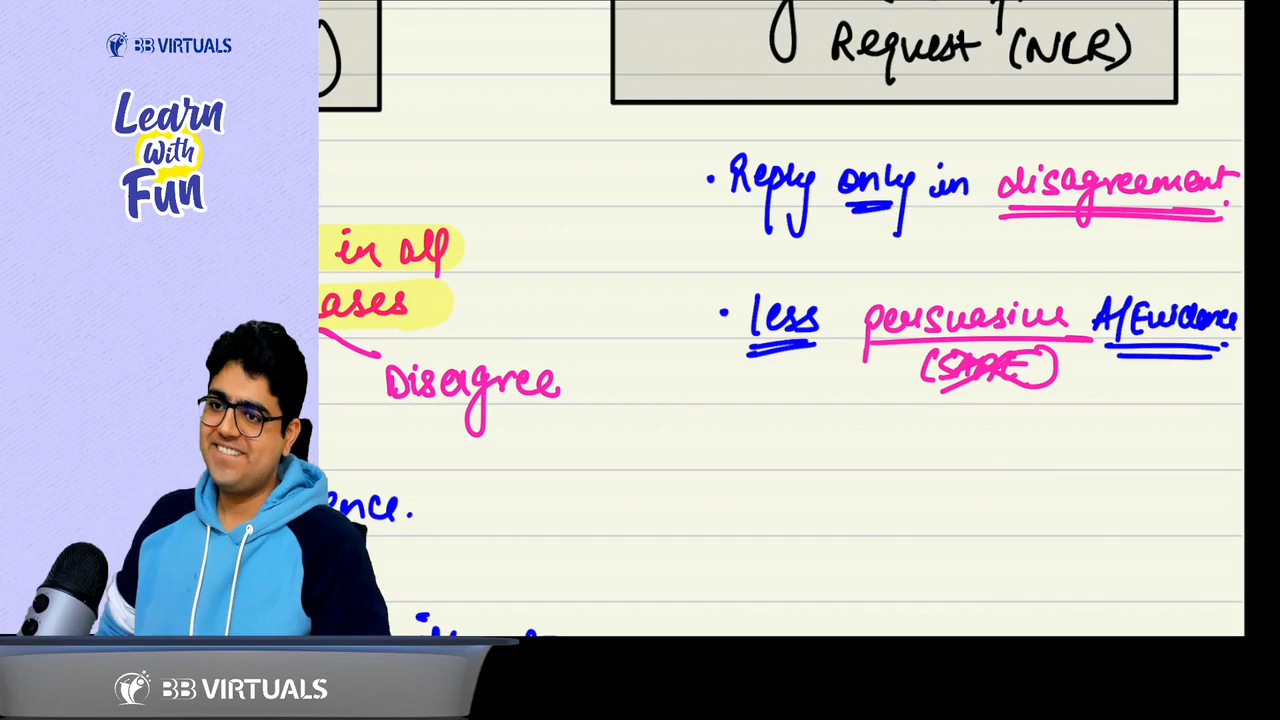 BB VIRTUALS
Learn
With
Fun
Request (NCR)
• Reply only in disagreement.
in all
ases
Disagree
• less persuasive A/Evidence
ence.
BB VIRTUALS